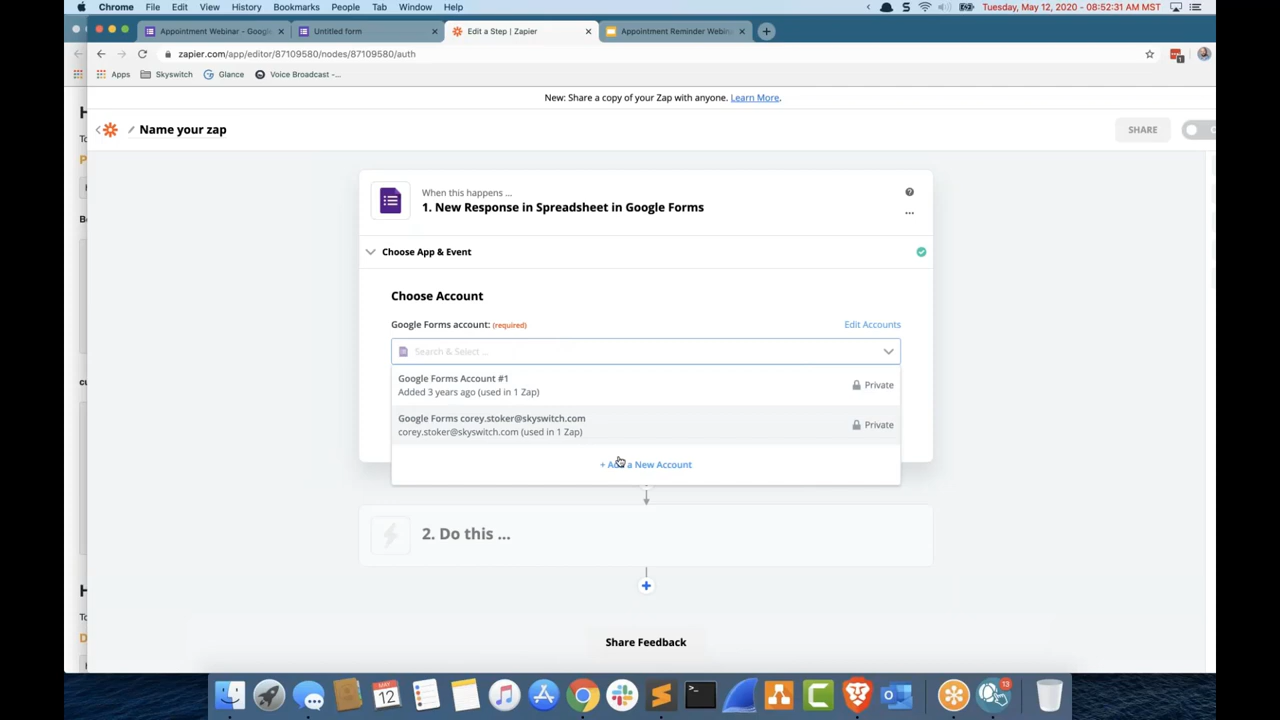 Chrome File Edit View History Bookmarks People Tab Window Help
Tuesday, May 12, 2020 - 08:52:31 AM MST
Appointment Webinar - Googl
Untitled form
Edit a Step | Zapier
Appointment Reminder Webin
zapier.com/app/editor/87109580/nodes/87109580/auth
1
Apps
Skyswitch
Glance
Voice Broadcast -...
New: Share a copy of your Zap with anyone. Learn More.
Name your zap
SHARE
When this happens ...
1. New Response in Spreadsheet in Google Forms
Choose App & Event
Choose Account
Google Forms account: (required)
Edit Accounts
Search & Select ...
Google Forms Account #1
Added 3 years ago (used in 1 Zap)
Private
Google Forms corey.stoker@skyswitch.com
corey.stoker@skyswitch.com (used in 1 Zap)
Private
+ Add a New Account
2. Do this ...
Share Feedback
MAY
12
13